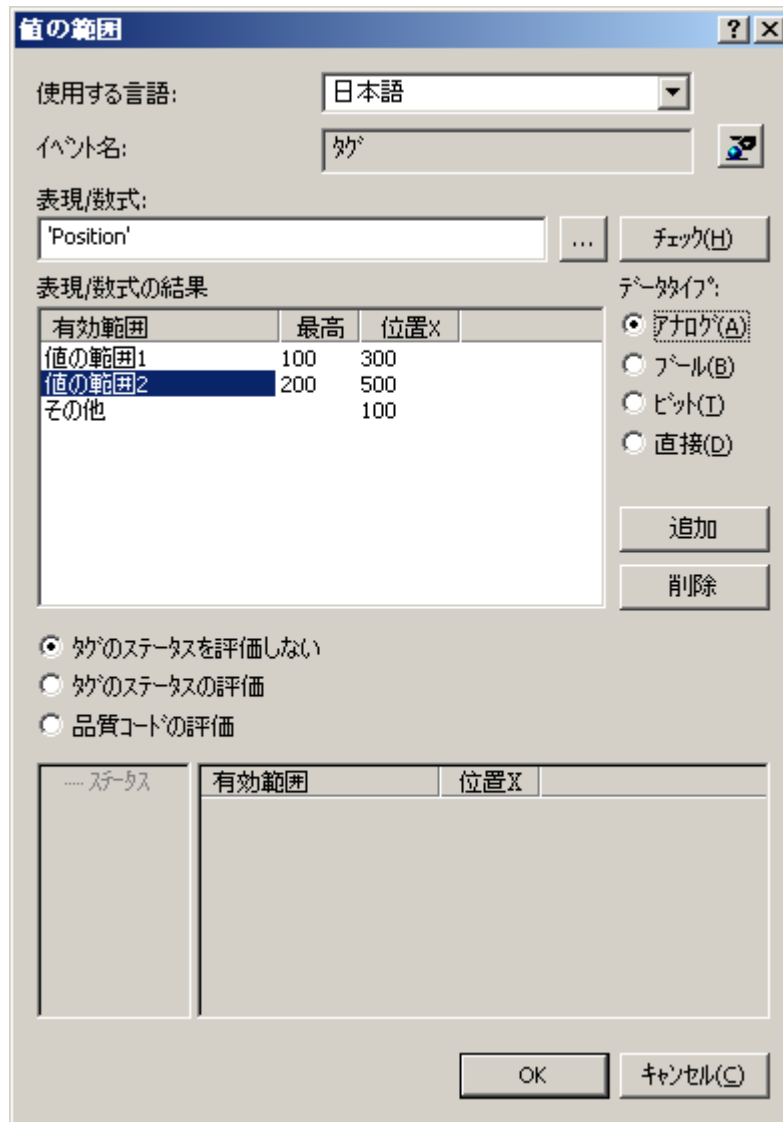 値の範囲
使用する言語:
日本語
ｲﾍﾞﾝﾄ名:
ﾀｸﾞ
表現/数式:
'Position'
...
ﾁｪｯｸ(H)
表現/数式の結果
ﾃﾞｰﾀﾀｲﾌﾟ:
有効範囲 最高 位置X
値の範囲1 100 300
値の範囲2 200 500
その他 100
ｱﾅﾛｸﾞ(A)
ﾌﾞｰﾙ(B)
ﾋﾞｯﾄ(T)
直接(D)
追加
削除
ﾀｸﾞのｽﾃｰﾀｽを評価しない
ﾀｸﾞのｽﾃｰﾀｽの評価
品質ｺｰﾄﾞの評価
ｽﾃｰﾀｽ
有効範囲 位置X
OK
ｷｬﾝｾﾙ(C)